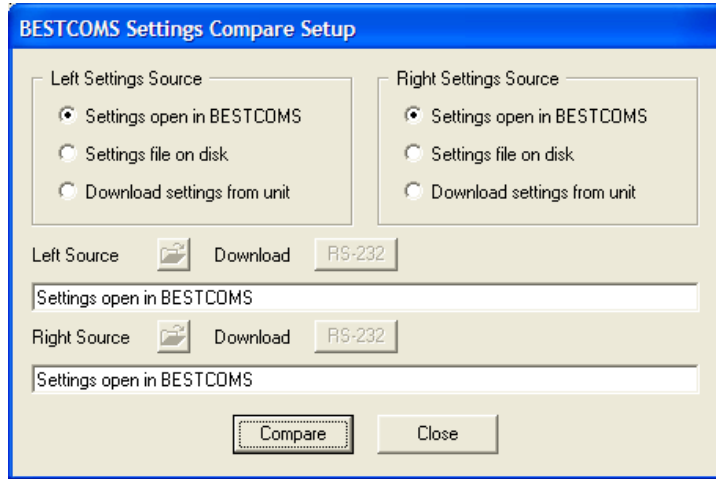 BESTCOMS Settings Compare Setup
Left Settings Source
Right Settings Source
Settings open in BESTCOMS
Settings open in BESTCOMS
Settings file on disk
Settings file on disk
Download settings from unit
Download settings from unit
Left Source Download RS-232
Settings open in BESTCOMS
Right Source Download RS-232
Settings open in BESTCOMS
Compare Close